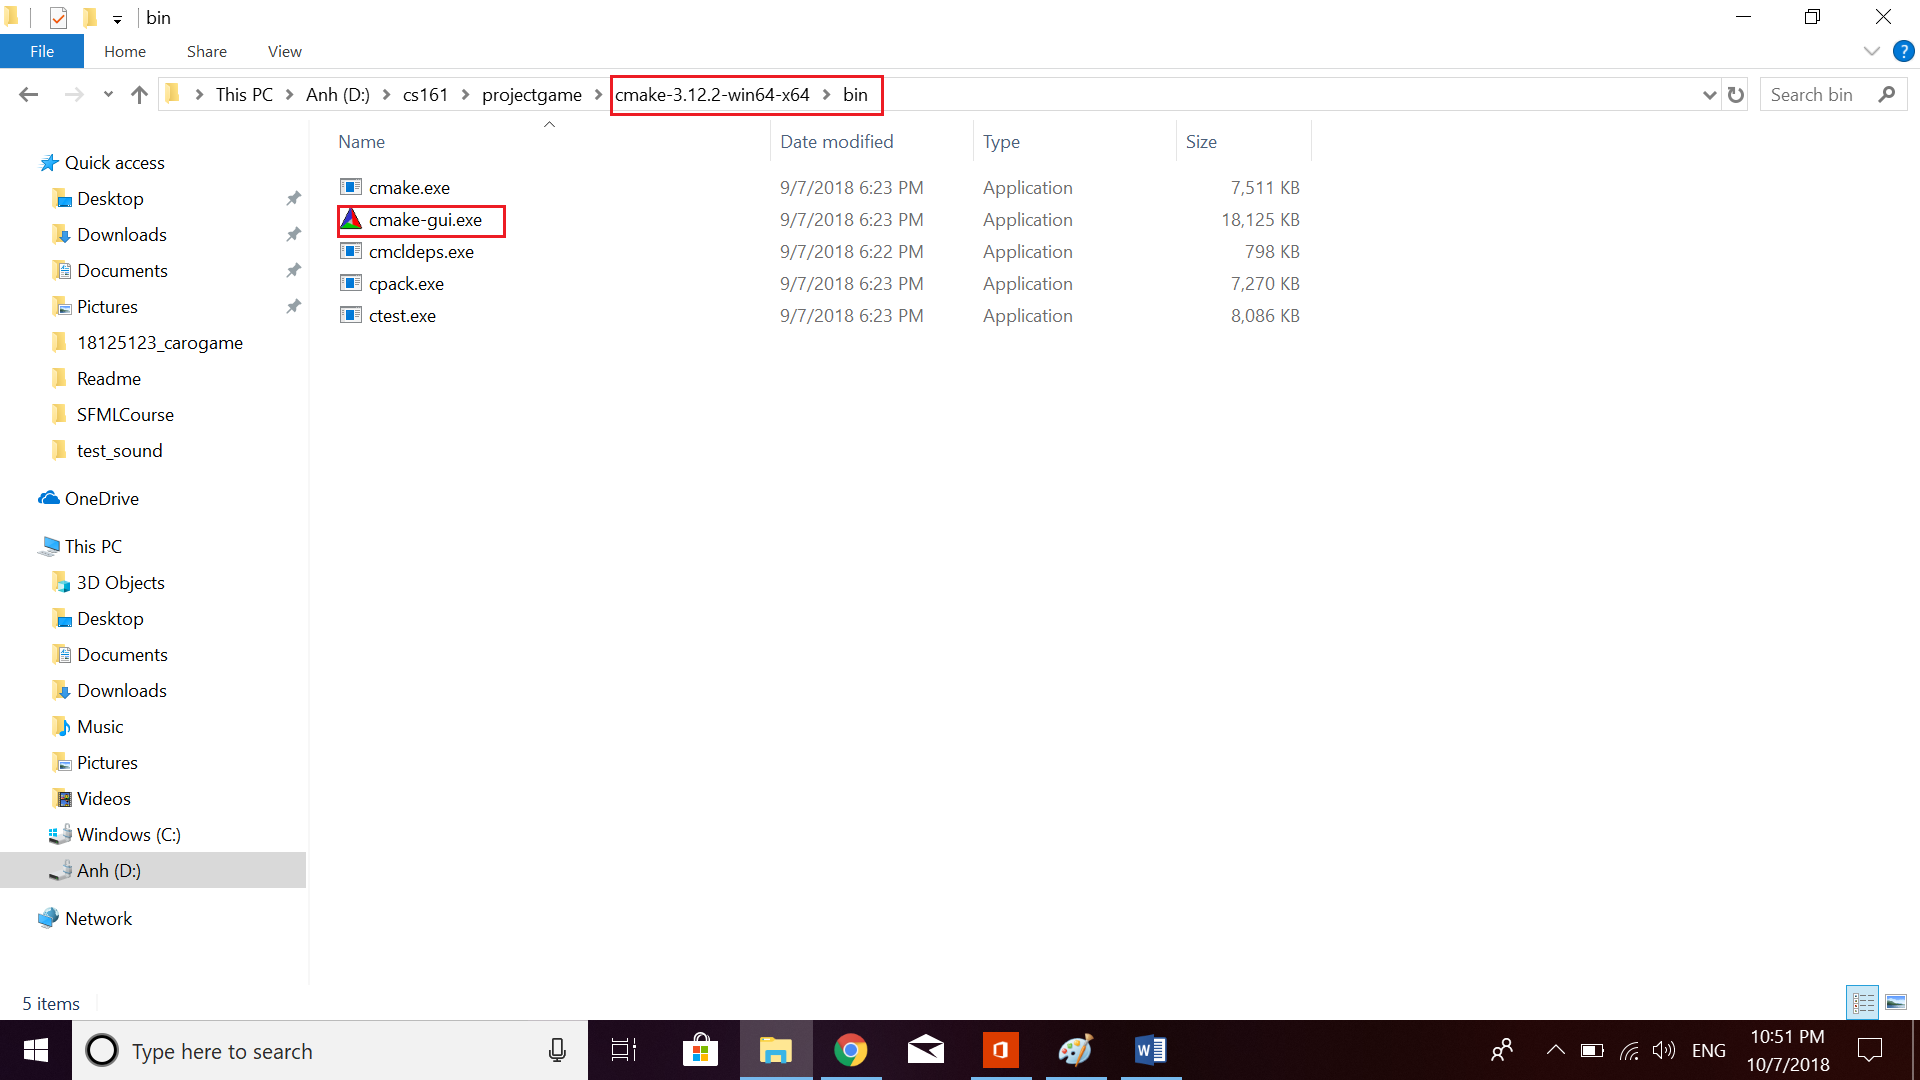 bin
File Home Share View
This PC Anh (D:) cs161 projectgame cmake-3.12.2-win64-x64 bin Search bin
Name Date modified Type Size
cmake.exe 9/7/2018 6:23 PM Application 7,511 KB
cmake-gui.exe 9/7/2018 6:23 PM Application 18,125 KB
cmcldeps.exe 9/7/2018 6:22 PM Application 798 KB
cpack.exe 9/7/2018 6:23 PM Application 7,270 KB
ctest.exe 9/7/2018 6:23 PM Application 8,086 KB
Quick access
Desktop
Downloads
Documents
Pictures
18125123_carogame
Readme
SFMLCourse
test_sound
OneDrive
This PC
3D Objects
Desktop
Documents
Downloads
Music
Pictures
Videos
Windows (C:)
Anh (D:)
Network
5 items
Type here to search
ENG
10:51 PM
10/7/2018